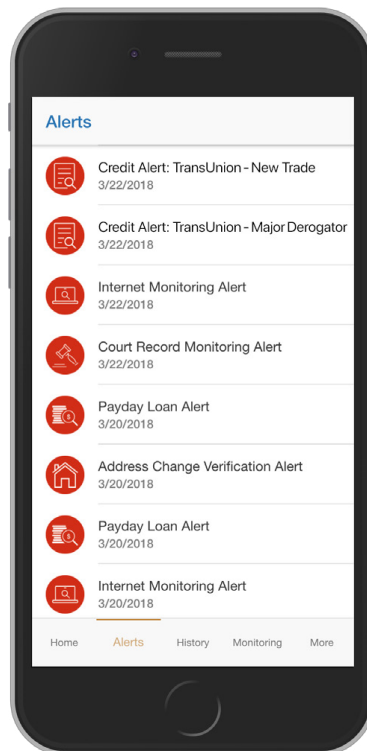 Alerts
Credit Alert: TransUnion - New Trade
3/22/2018
Credit Alert: TransUnion - Major Derogator
3/22/2018
Internet Monitoring Alert
3/22/2018
Court Record Monitoring Alert
3/22/2018
Payday Loan Alert
3/20/2018
Address Change Verification Alert
3/20/2018
Payday Loan Alert
3/20/2018
Internet Monitoring Alert
3/20/2018
Home Alerts History Monitoring More